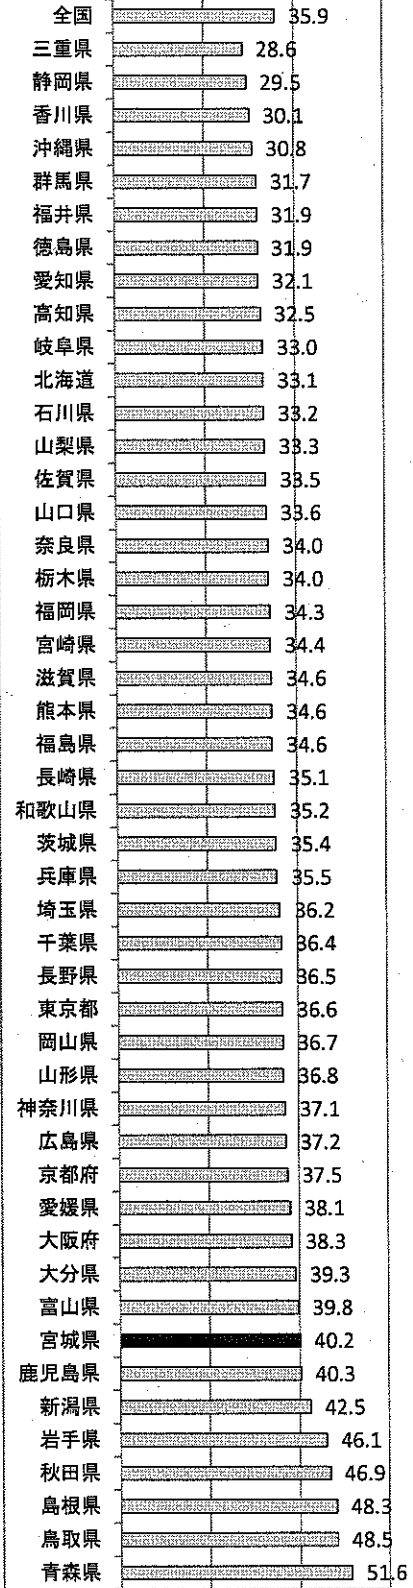 全国 35.9
三重県 28.6
静岡県 29.5
香川県 30.1
沖縄県 30.8
群馬県 31.7
福井県 31.9
徳島県 31.9
愛知県 32.1
高知県 32.5
岐阜県 33.0
北海道 33.1
石川県 33.2
山梨県 33.3
佐賀県 33.5
山口県 33.6
奈良県 34.0
栃木県 34.0
福岡県 34.3
宮崎県 34.4
滋賀県 34.6
熊本県 34.6
福島県 34.6
長崎県 35.1
和歌山県 35.2
茨城県 35.4
兵庫県 35.5
埼玉県 36.2
千葉県 36.4
長野県 36.5
東京都 36.6
岡山県 36.7
山形県 36.8
神奈川県 37.1
広島県 37.2
京都府 37.5
愛媛県 38.1
大阪府 38.3
大分県 39.3
富山県 39.8
宮城県 40.2
鹿児島県 40.3
新潟県 42.5
岩手県 46.1
秋田県 46.9
島根県 48.3
鳥取県 48.5
青森県 51.6